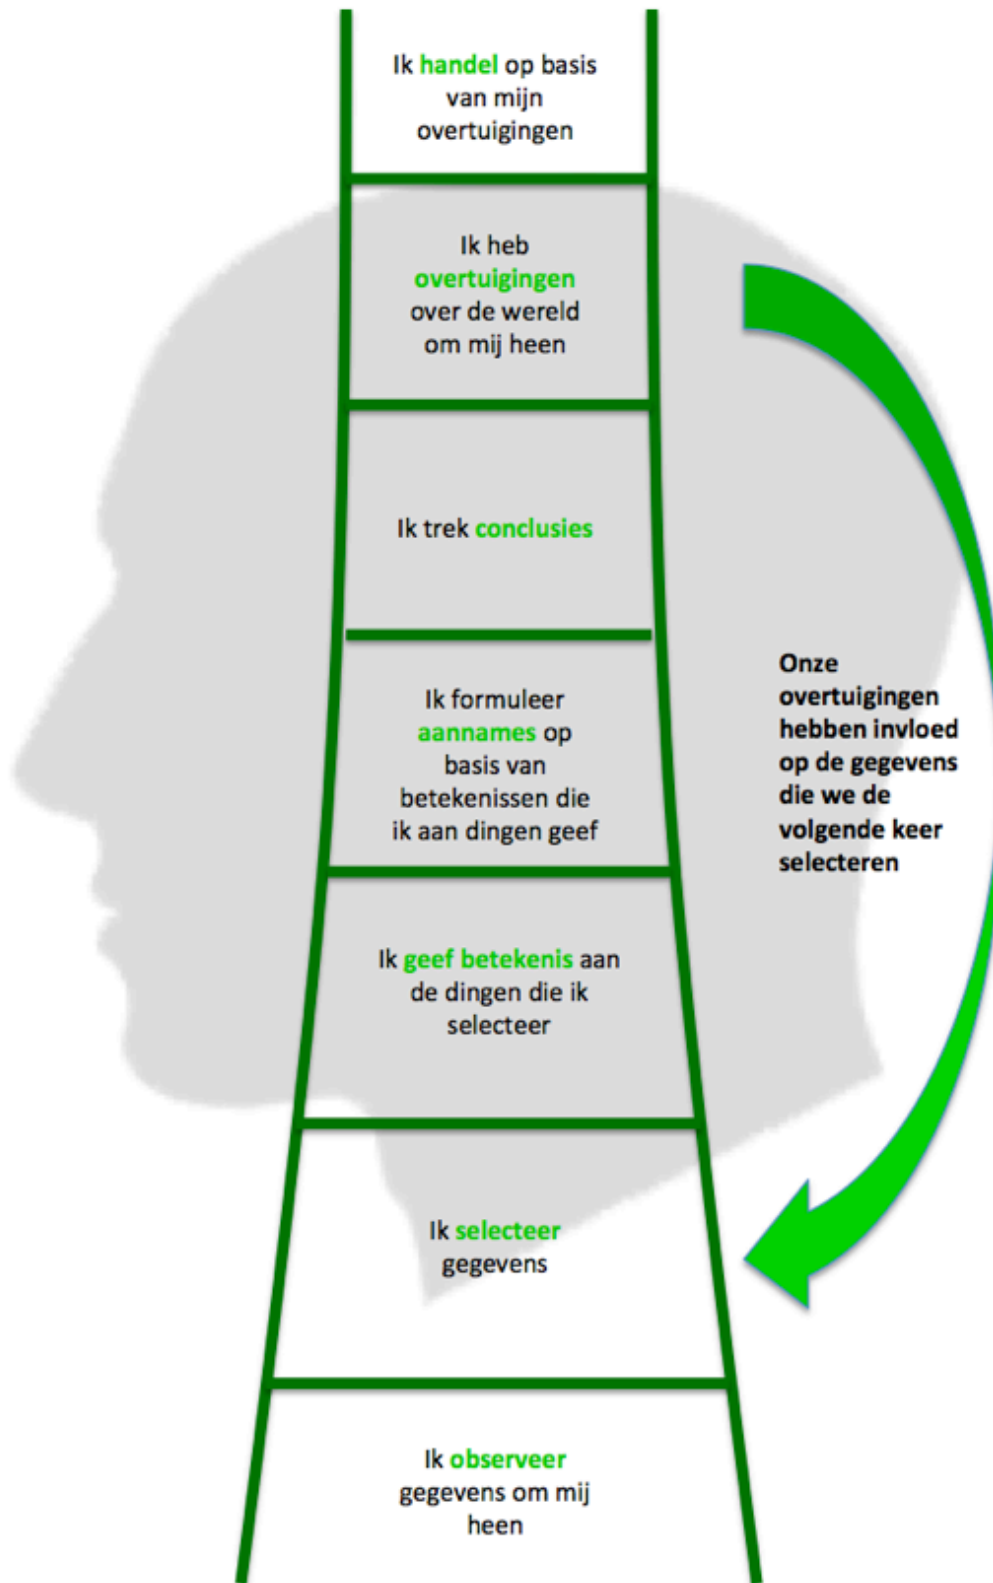 Ik handel op basis
van mijn
overtuigingen
Ik heb
overtuigingen
over de wereld
om mij heen
Ik trek conclusies
Ik formuleer
aannames op
basis van
betekenissen die
ik aan dingen geef
Onze
overtuigingen
hebben invloed
op de gegevens
die we de
volgende keer
selecteren
Ik geef betekenis aan
de dingen die ik
selecteer
Ik selecteer
gegevens
Ik observeer
gegevens om mij
heen